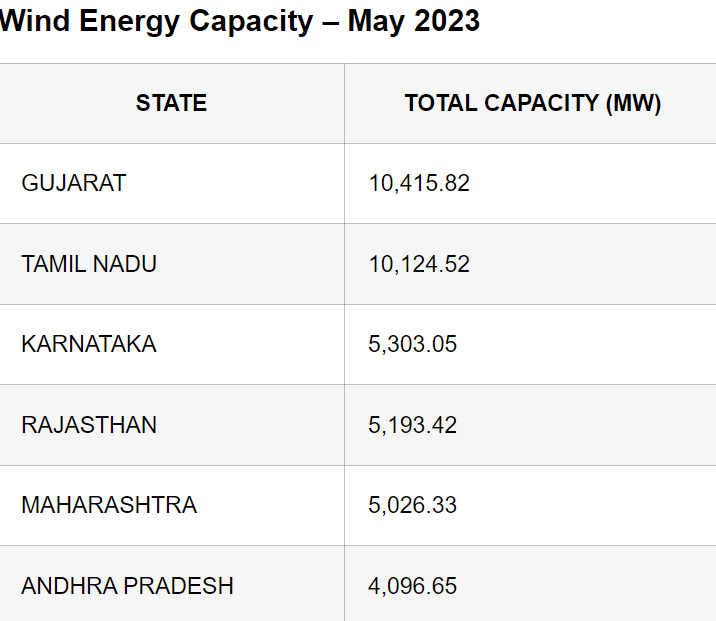 Wind Energy Capacity – May 2023
STATE TOTAL CAPACITY (MW)
GUJARAT 10,415.82
TAMIL NADU 10,124.52
KARNATAKA 5,303.05
RAJASTHAN 5,193.42
MAHARASHTRA 5,026.33
ANDHRA PRADESH 4,096.65